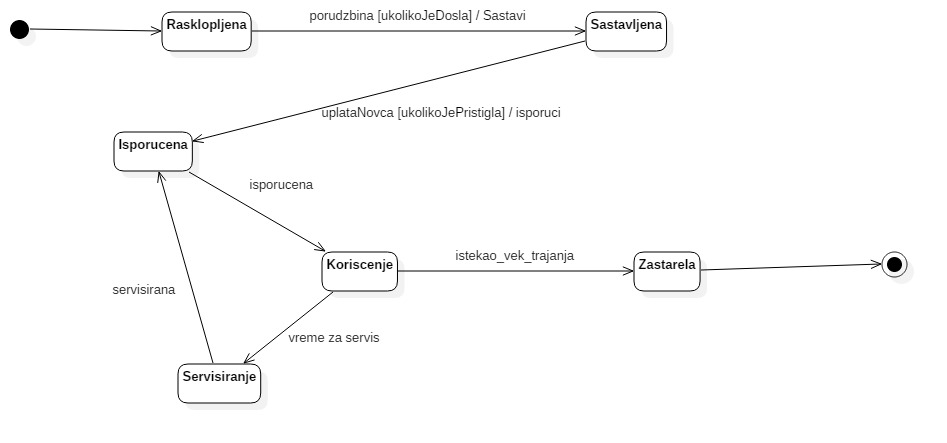 porudzbina [ukolikoJeDosla] / Sastavi
Rasklopljena
Sastavljena
uplataNovca [ukolikoJePristigla] / isporuci
Isporucena
isporucena
Koriscenje
istekao_vek_trajanja
Zastarela
servisirana
vreme za servis
Servisiranje